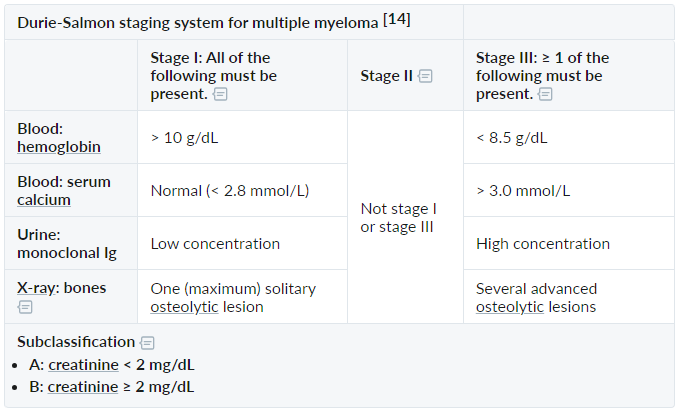 Durie-Salmon staging system for multiple myeloma [14]
Stage I: All of the
following must be
present.
Stage II
Stage III: ≥ 1 of the
following must be
present.
Blood:
hemoglobin
> 10 g/dL
Not stage I
or stage III
< 8.5 g/dL
Blood: serum
calcium
Normal (< 2.8 mmol/L)
> 3.0 mmol/L
Urine:
monoclonal Ig
Low concentration
High concentration
X-ray: bones
One (maximum) solitary
osteolytic lesion
Several advanced
osteolytic lesions
Subclassification
• A: creatinine < 2 mg/dL
• B: creatinine ≥ 2 mg/dL